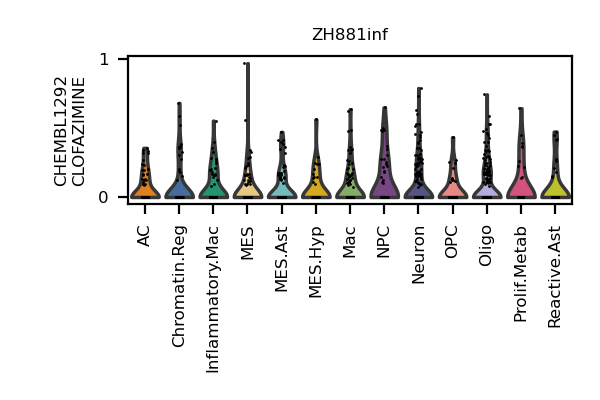 ZH881inf
CHEMBL1292
CLOFAZIMINE
1
0
AC
Chromatin.Reg
Inflammatory.Mac
MES
MES.Ast
MES.Hyp
Mac
NPC
Neuron
OPC
Oligo
Prolif.Metab
Reactive.Ast